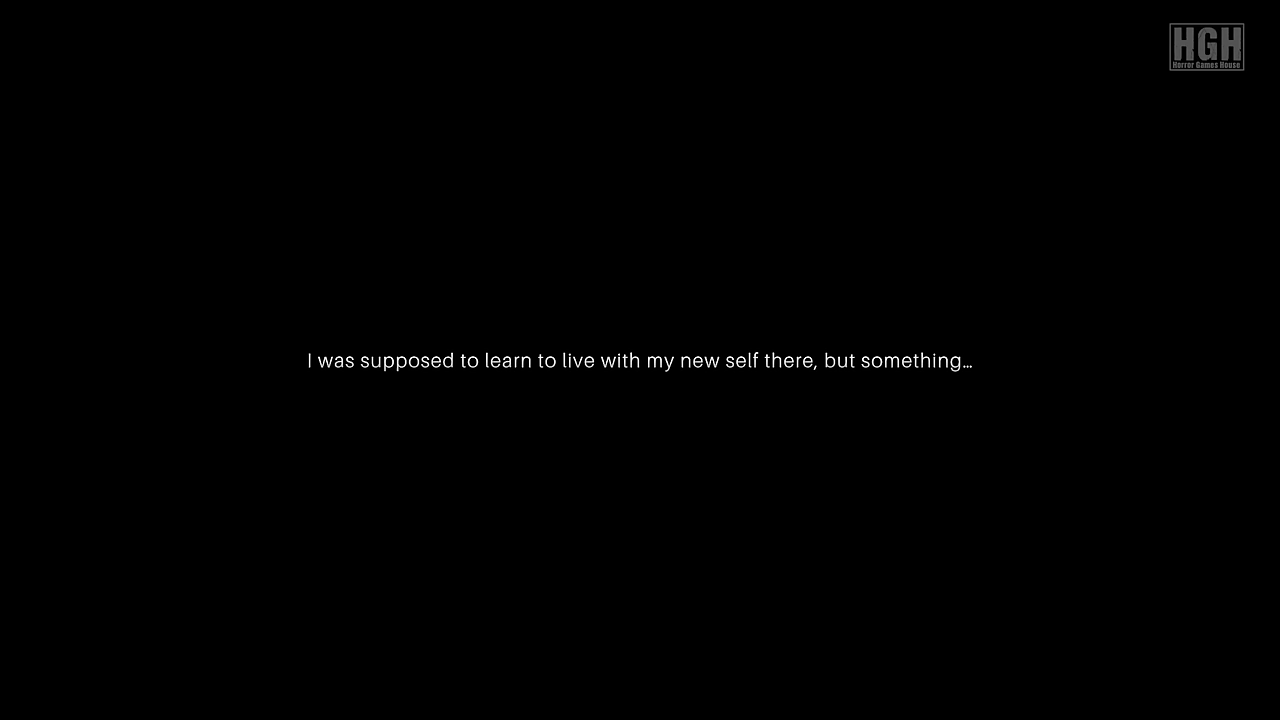 HGH
Horror Games House
I was supposed to learn to live with my new self there, but something…